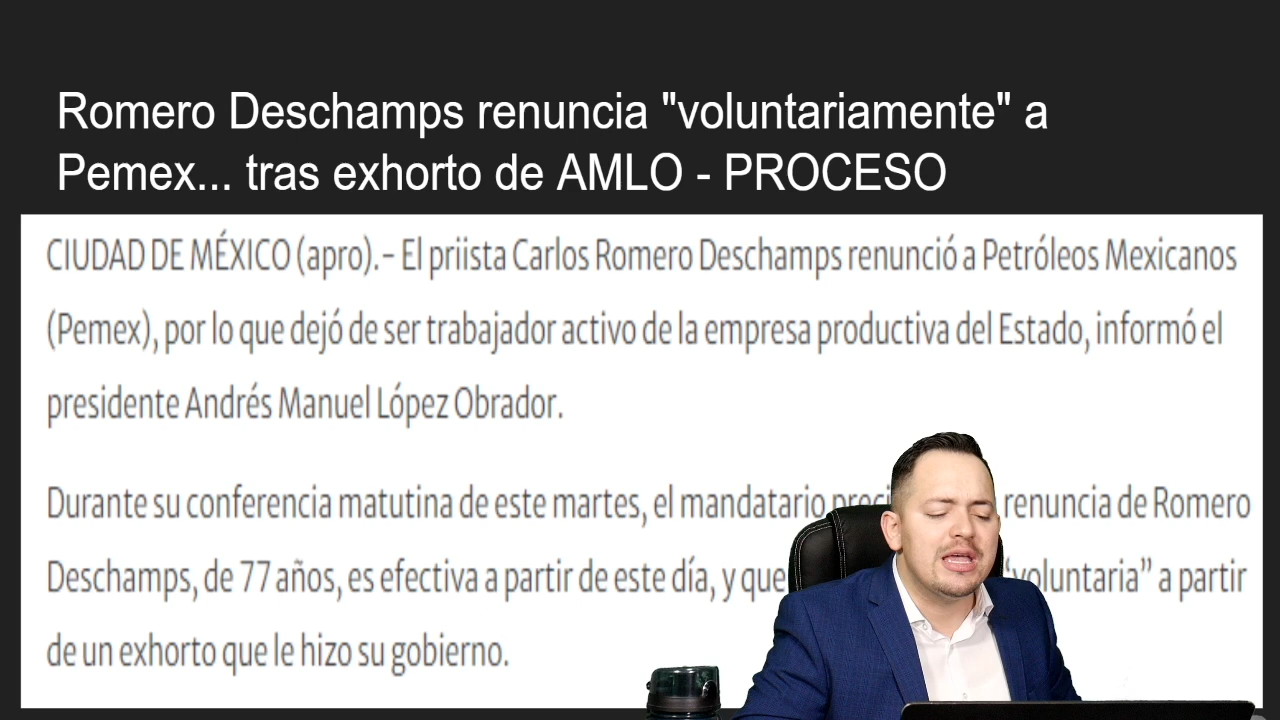 Romero Deschamps renuncia "voluntariamente" a
Pemex... tras exhorto de AMLO - PROCESO
CIUDAD DE MÉXICO (apro).– El priista Carlos Romero Deschamps renunció a Petróleos Mexicanos
(Pemex), por lo que dejó de ser trabajador activo de la empresa productiva del Estado, informó el
presidente Andrés Manuel López Obrador.
Durante su conferencia matutina de este martes, el mandatario renuncia de Romero
Deschamps, de 77 años, es efectiva a partir de este día, y que “voluntaria” a partir
de un exhorto que le hizo su gobierno.